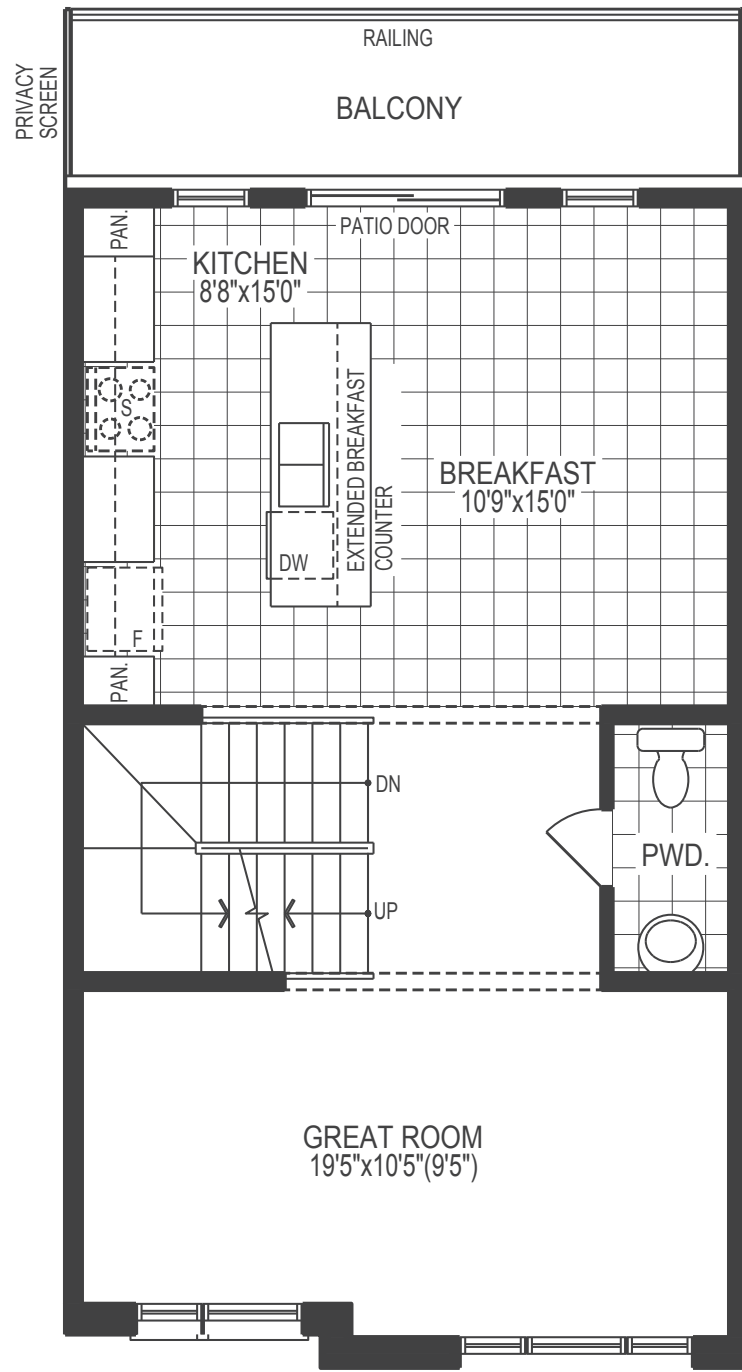 RAILING
BALCONY
PRIVACY
SCREEN
PATIO DOOR
PAN.
KITCHEN
8'8"x15'0"
S
EXTENDED BREAKFAST
COUNTER
BREAKFAST
10'9"x15'0"
DW
F
PAN.
DN
PWD.
UP
GREAT ROOM
19'5"x10'5"(9'5")